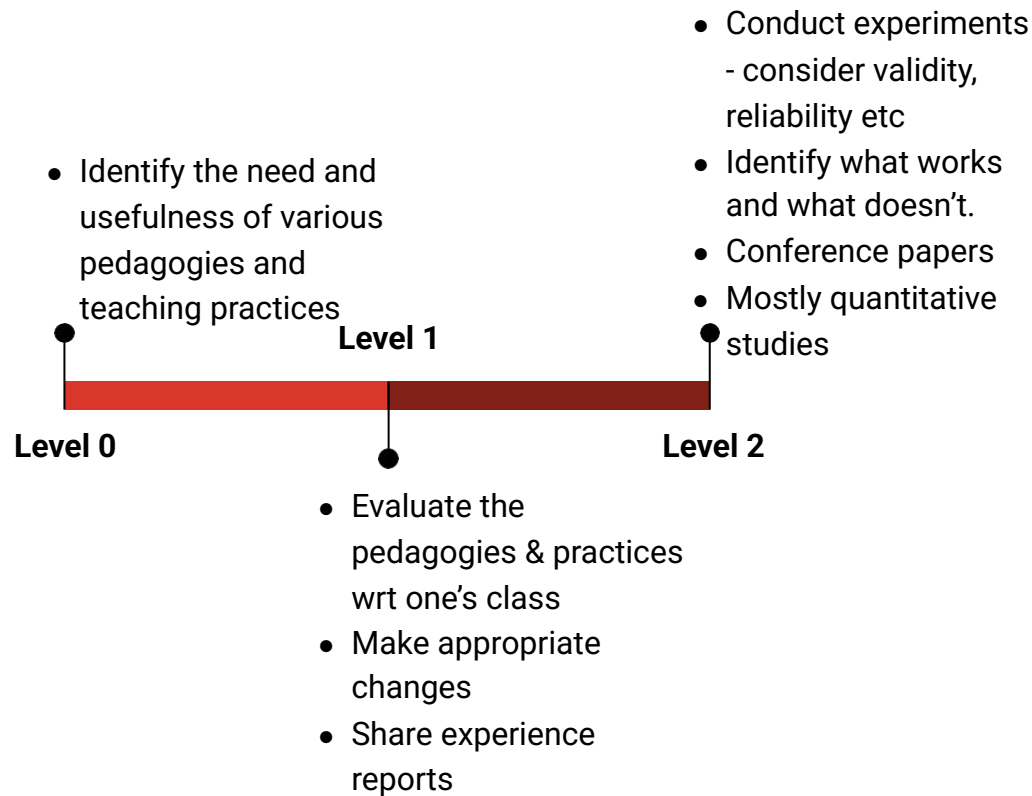 ● Identify the need and
usefulness of various
pedagogies and
teaching practices
Level 0
Level 1
● Evaluate the
pedagogies & practices
wrt one’s class
● Make appropriate
changes
● Share experience
reports
● Conduct experiments
- consider validity,
reliability etc
● Identify what works
and what doesn’t.
● Conference papers
● Mostly quantitative
studies
Level 2